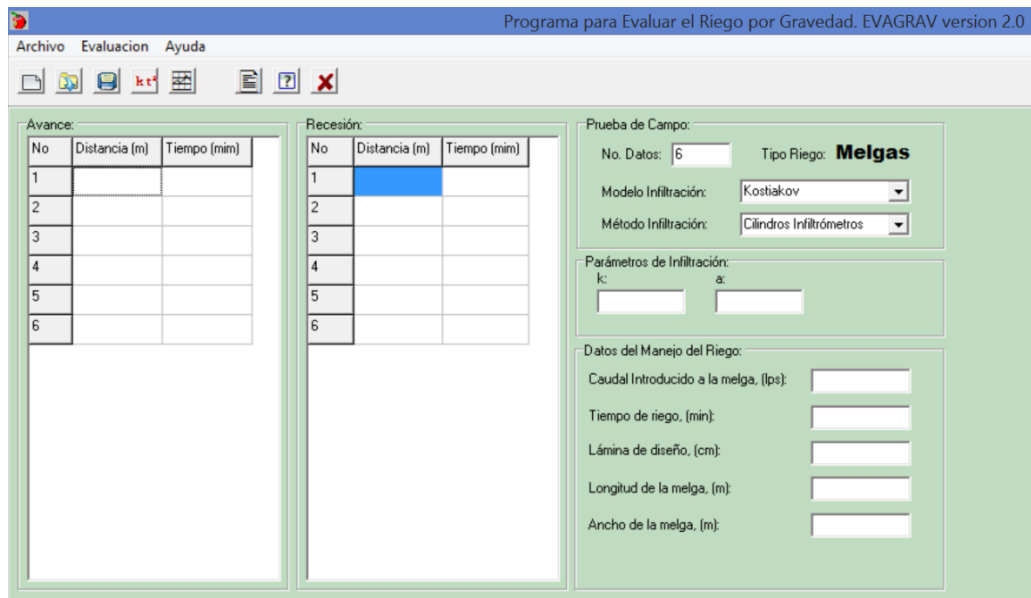 Programa para Evaluar el Riego por Gravedad. EVAGRAV version 2.0
Archivo Evaluacion Ayuda
k t²
Avance:
No Distancia (m) Tiempo (mim)
1
2
3
4
5
6
Recesión:
No Distancia (m) Tiempo (mim)
1
2
3
4
5
6
Prueba de Campo:
No. Datos: 6 Tipo Riego: Melgas
Modelo Infiltración: Kostiakov
Método Infiltración: Cilindros Infiltrómetros
Parámetros de Infiltración:
k: a:
Datos del Manejo del Riego:
Caudal Introducido a la melga, (lps):
Tiempo de riego, (min):
Lámina de diseño, (cm):
Longitud de la melga, (m):
Ancho de la melga, (m):